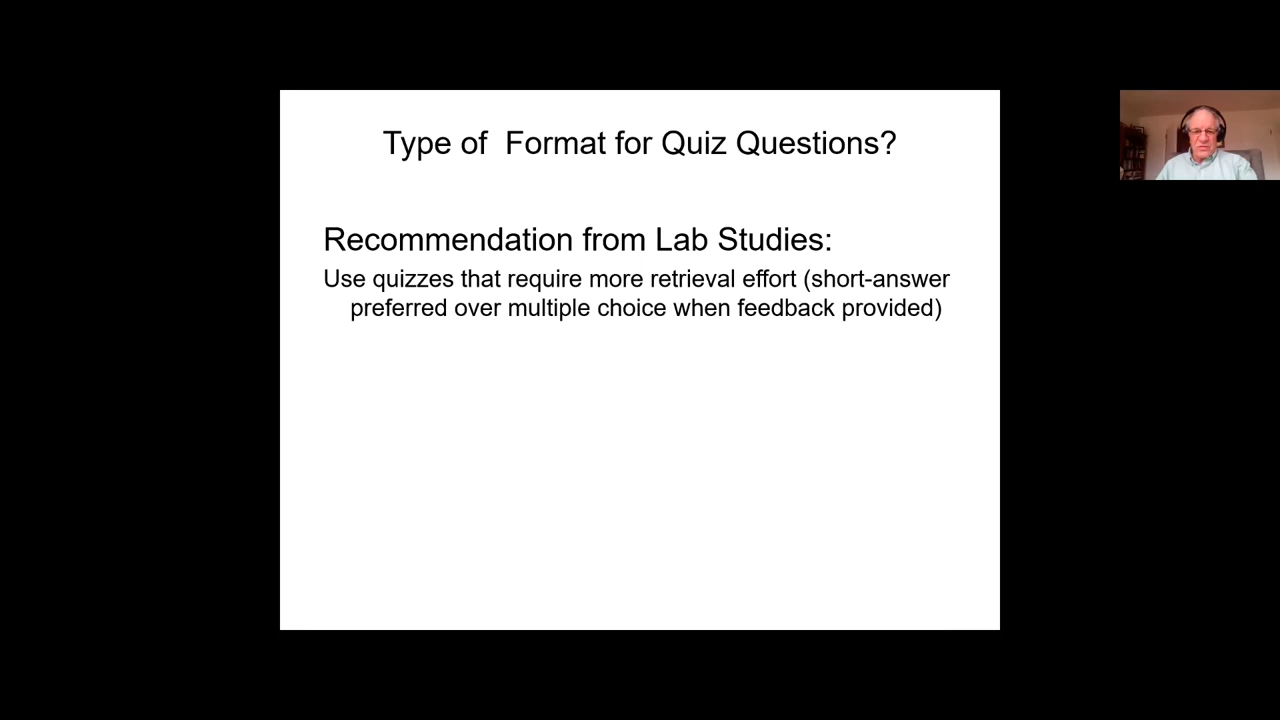 Type of  Format for Quiz Questions?
Recommendation from Lab Studies:
Use quizzes that require more retrieval effort (short-answer
preferred over multiple choice when feedback provided)